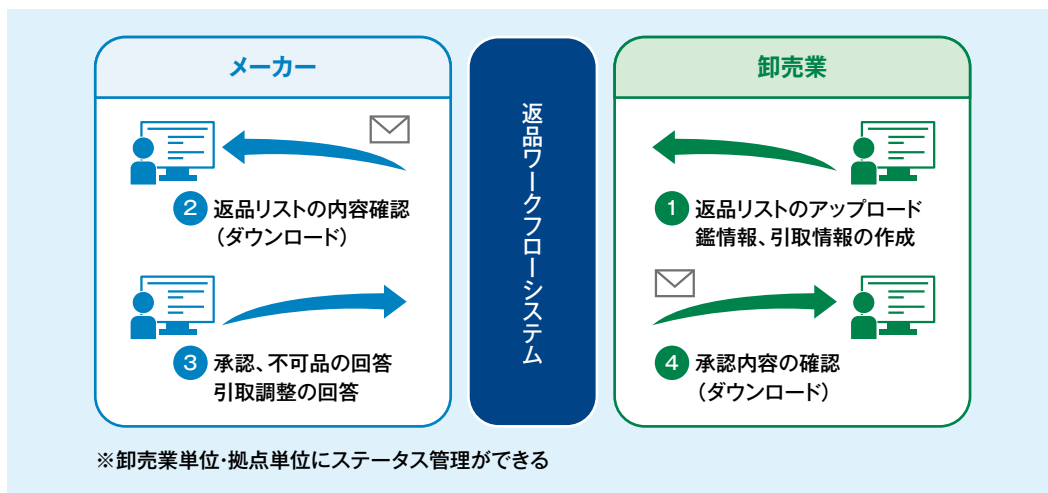 メーカー
2 返品リストの内容確認
（ダウンロード）
3 承認、不可品の回答
引取調整の回答
返品ワークフローシステム
卸売業
1 返品リストのアップロード
鑑情報、引取情報の作成
4 承認内容の確認
（ダウンロード）
※卸売業単位・拠点単位にステータス管理ができる